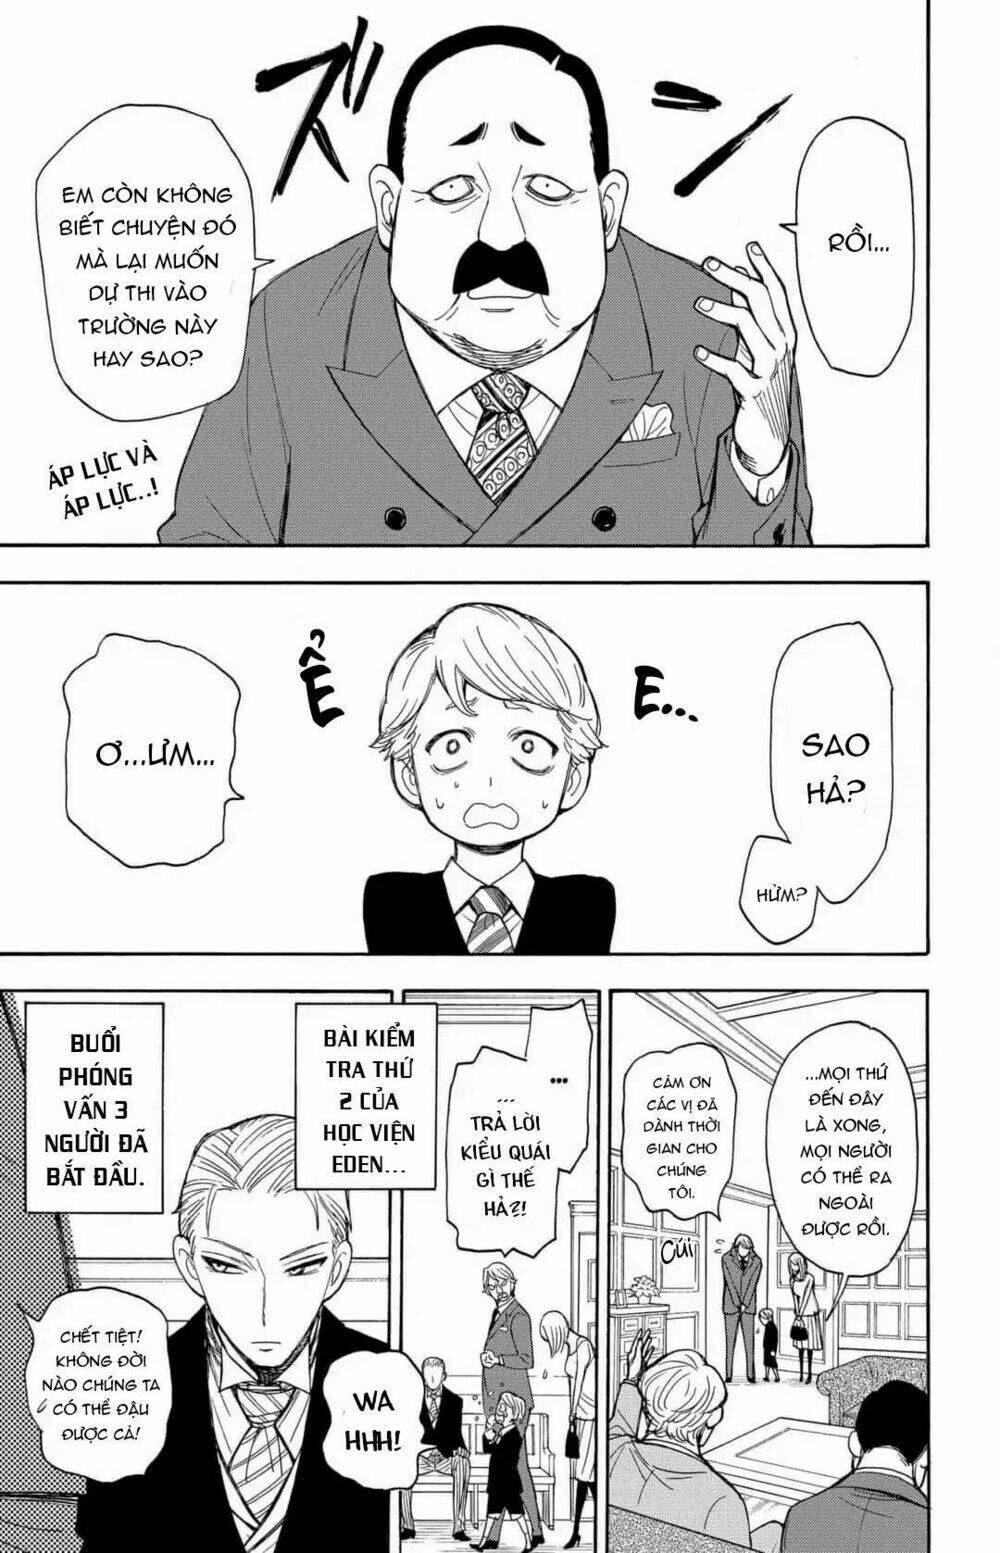 RỒI...
ズン
EM CÒN KHÔNG
BIẾT CHUYỆN ĐÓ
MÀ LẠI MUỐN
DỰ THI VÀO
TRƯỜNG NÀY
HAY SAO?
ÁP LỰC VÀ
ÁP LỰC..!
SAO
HẢ?
HỬM?
E...
Ể
Ơ...ƯM...
...MỌI THỨ
ĐẾN ĐÂY
LÀ XONG,
MỌI NGƯỜI
CÓ THỂ RA
NGOÀI
ĐƯỢC RỒI.
CẢM ƠN
CÁC VỊ ĐÃ
DÀNH THỜI
GIAN CHO
CHÚNG
TÔI.
CÚI
...
TRẢ LỜI
KIỂU QUÁI
GÌ THẾ
HẢ?!
WA
HHH!
BÀI KIỂM
TRA THỨ
2 CỦA
HỌC VIỆN
EDEN...
BUỔI
PHỎNG
VẤN 3
NGƯỜI ĐÃ
BẮT ĐẦU.
CHẾT TIỆT!
KHÔNG ĐỜI
NÀO CHÚNG TA
CÓ THỂ ĐẬU
ĐƯỢC CẢ!